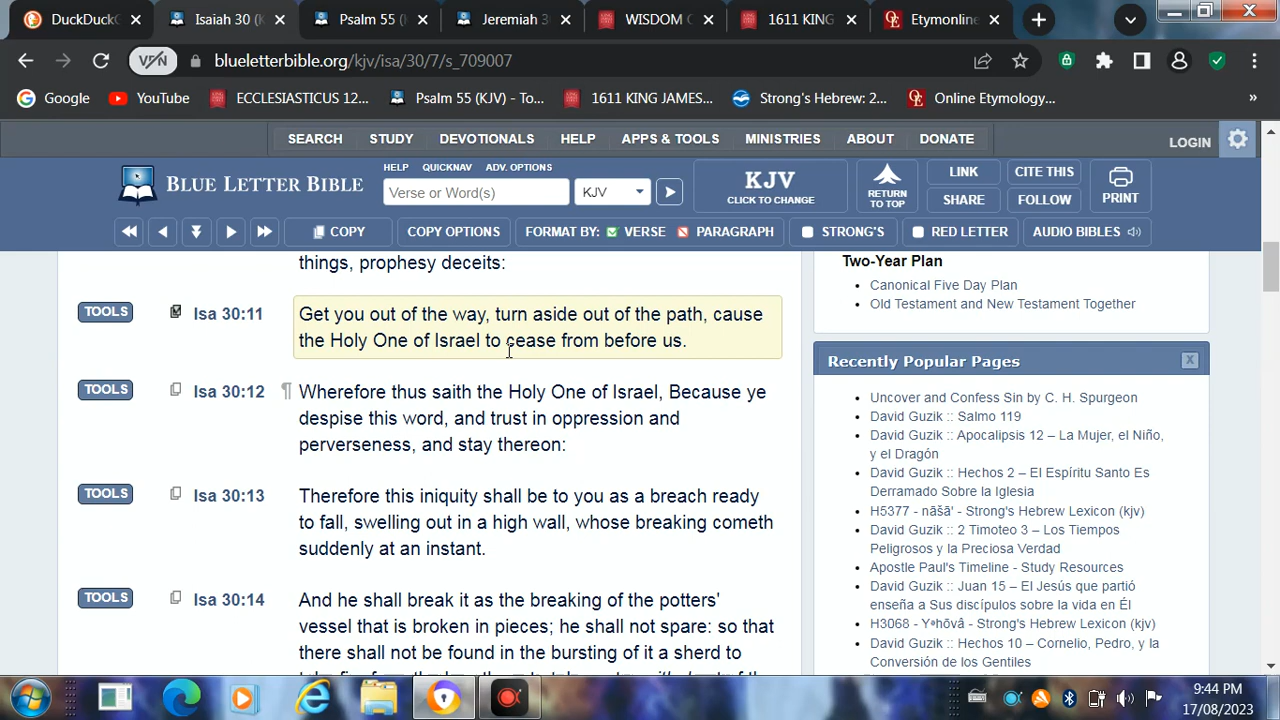 DuckDuckG
Isaiah 30 (K
Psalm 55 (
Jeremiah 3
WISDOM O
1611 KING
Etymonline
VPN
blueletterbible.org/kjv/isa/30/7/s_709007
Google
YouTube
ECCLESIASTICUS 12...
Psalm 55 (KJV) - To...
1611 KING JAMES...
Strong's Hebrew: 2...
Online Etymology...
»
SEARCH STUDY DEVOTIONALS HELP APPS & TOOLS MINISTRIES ABOUT DONATE
LOGIN
BLUE LETTER BIBLE
HELP QUICKNAV ADV. OPTIONS
Verse or Word(s)
KJV
KJV
CLICK TO CHANGE
RETURN
TO TOP
LINK
CITE THIS
SHARE
FOLLOW
PRINT
COPY
COPY OPTIONS
FORMAT BY: VERSE PARAGRAPH
STRONG'S
RED LETTER
AUDIO BIBLES
things, prophesy deceits:
TOOLS Isa 30:11 Get you out of the way, turn aside out of the path, cause
the Holy One of Israel to cease from before us.
TOOLS Isa 30:12 ¶ Wherefore thus saith the Holy One of Israel, Because ye
despise this word, and trust in oppression and
perverseness, and stay thereon:
TOOLS Isa 30:13 Therefore this iniquity shall be to you as a breach ready
to fall, swelling out in a high wall, whose breaking cometh
suddenly at an instant.
TOOLS Isa 30:14 And he shall break it as the breaking of the potters'
vessel that is broken in pieces; he shall not spare: so that
there shall not be found in the bursting of it a sherd to
Two-Year Plan
Canonical Five Day Plan
Old Testament and New Testament Together
Recently Popular Pages
X
Uncover and Confess Sin by C. H. Spurgeon
David Guzik :: Salmo 119
David Guzik :: Apocalipsis 12 – La Mujer, el Niño,
y el Dragón
David Guzik :: Hechos 2 – El Espíritu Santo Es
Derramado Sobre la Iglesia
H5377 - nāšā' - Strong's Hebrew Lexicon (kjv)
David Guzik :: 2 Timoteo 3 – Los Tiempos
Peligrosos y la Preciosa Verdad
Apostle Paul's Timeline - Study Resources
David Guzik :: Juan 15 – El Jesús que partió
enseña a Sus discípulos sobre la vida en Él
H3068 - Yᵊhōvâ - Strong's Hebrew Lexicon (kjv)
David Guzik :: Hechos 10 – Cornelio, Pedro, y la
Conversión de los Gentiles
9:44 PM
17/08/2023